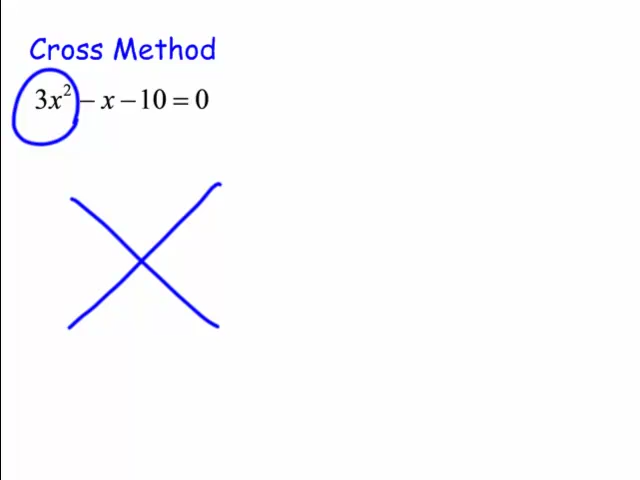 Cross Method
3x² − x − 10 = 0